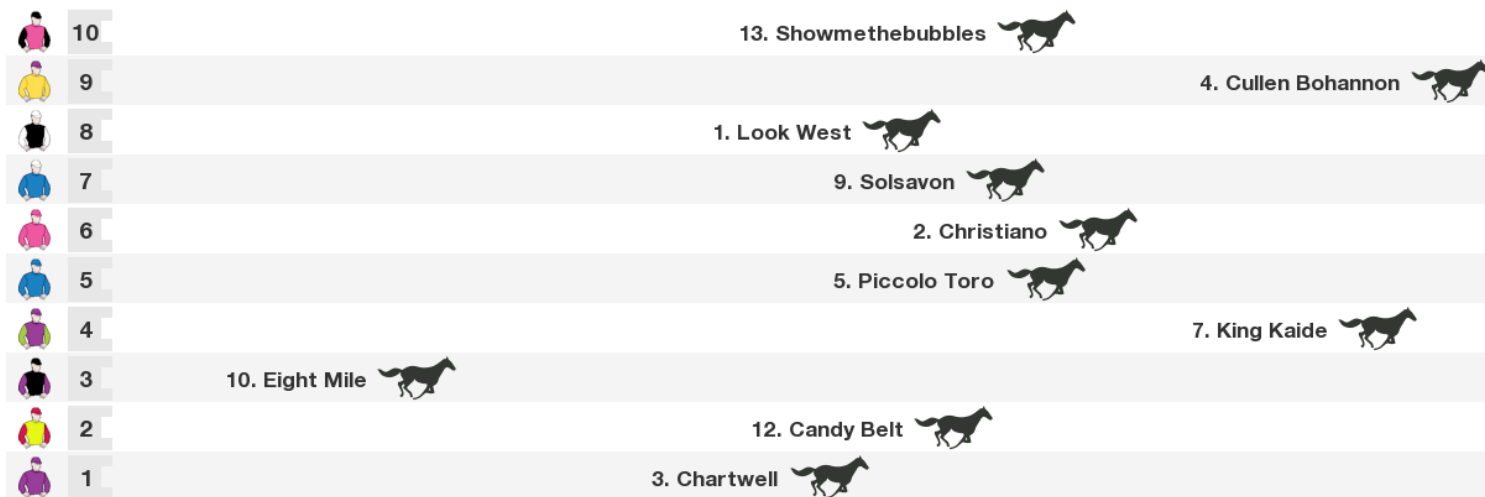 10 13. Showmethebubbles
9 4. Cullen Bohannon
8 1. Look West
7 9. Solsavon
6 2. Christiano
5 5. Piccolo Toro
4 7. King Kaide
3 10. Eight Mile
2 12. Candy Belt
1 3. Chartwell